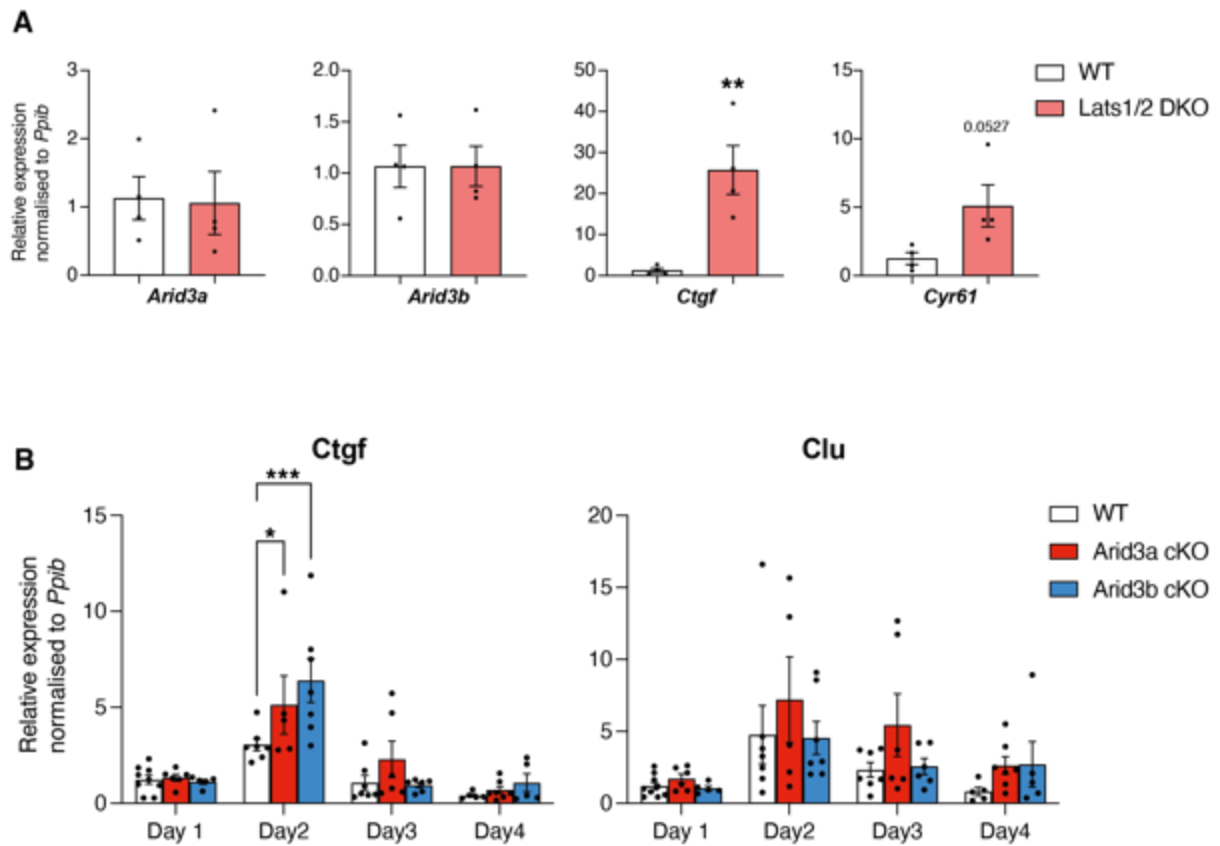 A
Relative expression
normalised to Ppib
3
2
1
0
Arid3a
2.0
1.5
1.0
0.5
0.0
Arid3b
50
40
30
20
10
0
**
Ctgf
15
10
5
0
0.0527
Cyr61
WT
Lats1/2 DKO
B
Ctgf
Relative expression
normalised to Ppib
15
10
5
0
***
*
Day 1 Day2 Day3 Day4
Clu
20
15
10
5
0
Day 1 Day2 Day3 Day4
WT
Arid3a cKO
Arid3b cKO